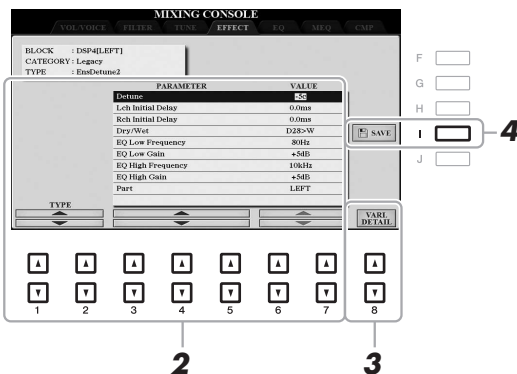 MIXING CONSOLE
VOL/VOICE FILTER TUNE EFFECT EQ MEQ CMP
BLOCK : DSP4[LEFT]
CATEGORY : Legacy
TYPE : EnsDetune2
PARAMETER VALUE
Detune -50
Lch Initial Delay 0.0ms
Rch Initial Delay 0.0ms
Dry/Wet D28>W
EQ Low Frequency 80Hz
EQ Low Gain +5dB
EQ High Frequency 10kHz
EQ High Gain +5dB
Part LEFT
SAVE
TYPE
VARI.
DETAIL
F
G
H
I
J
4
1 2 3 4 5 6 7 8
2 3